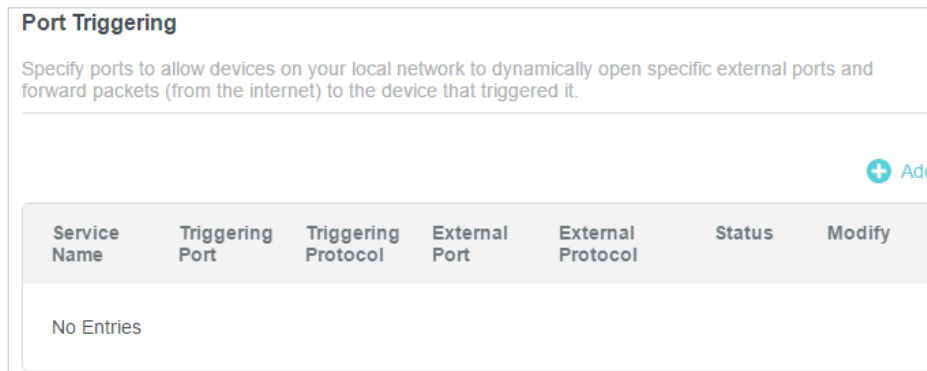 Port Triggering
Specify ports to allow devices on your local network to dynamically open specific external ports and
forward packets (from the internet) to the device that triggered it.
Add
Service Name
Triggering Port
Triggering Protocol
External Port
External Protocol
Status
Modify
No Entries